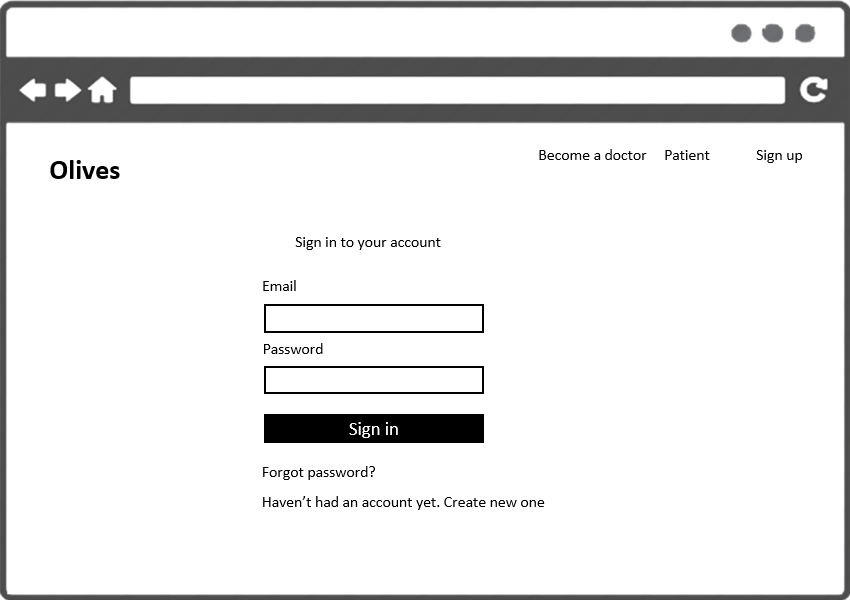 Olives
Become a doctor
Patient
Sign up
Sign in to your account
Email
Password
Sign in
Forgot password?
Haven’t had an account yet. Create new one